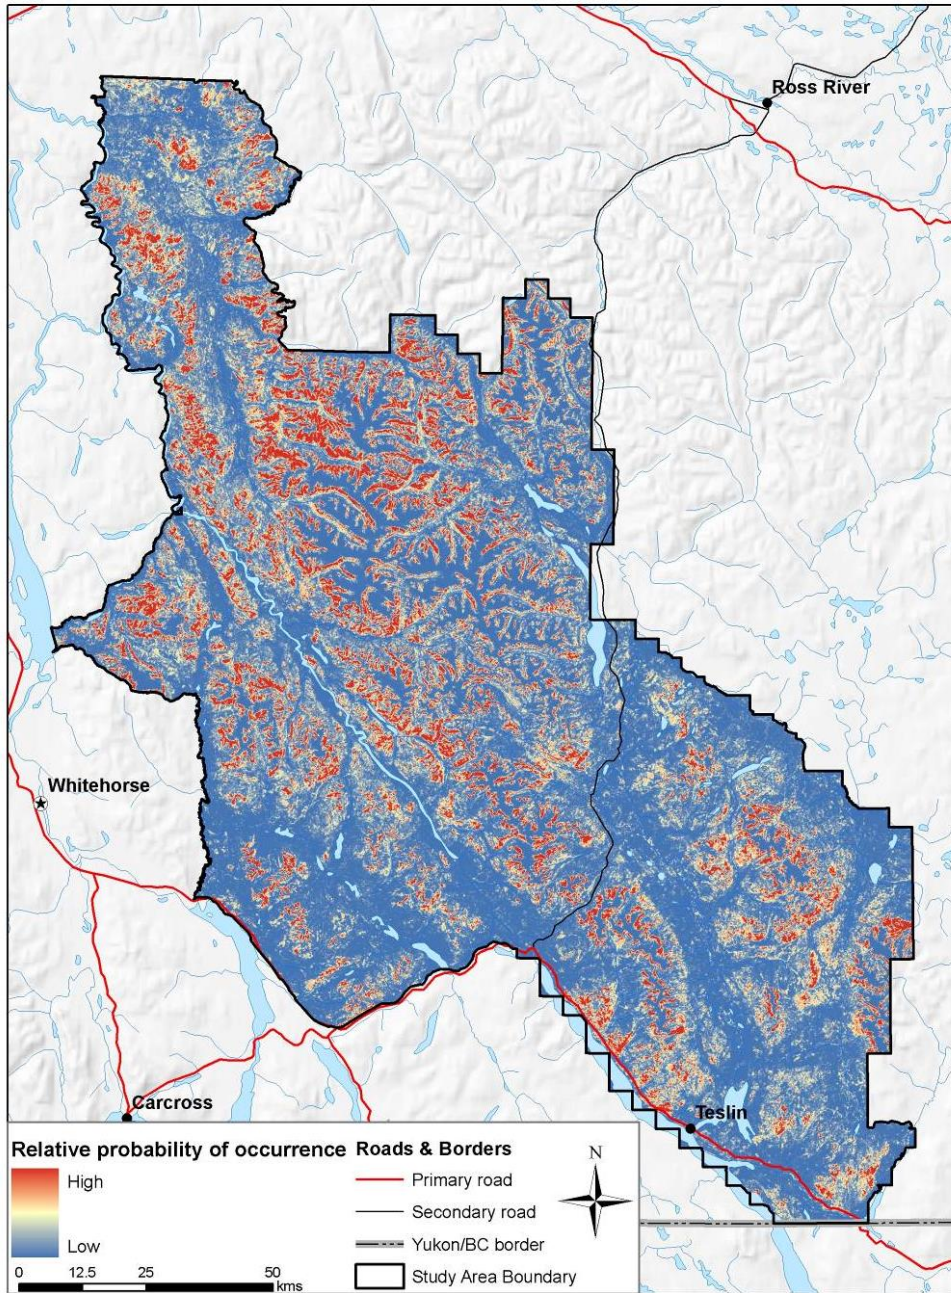 Ross River
Whitehorse
Carcross
Teslin
Relative probability of occurrence
High
Low
0 12.5 25 50
kms
Roads & Borders
Primary road
Secondary road
Yukon/BC border
Study Area Boundary
N